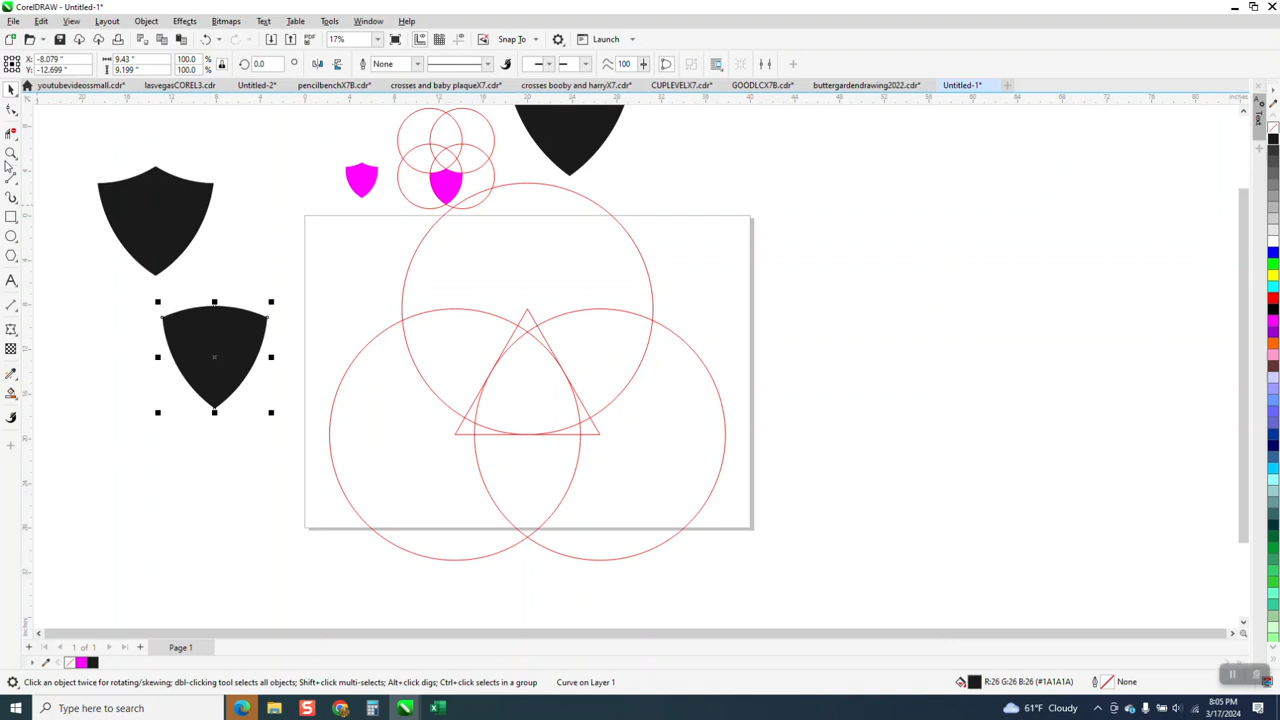 CorelDRAW - Untitled-1*
File Edit View Layout Object Effects Bitmaps Text Table Tools Window Help
PDF 17% Snap To Launch
X: -8.079 " 9.43 " 100.0 % 0.0 None 100
Y: -12.699 " 9.199 " 100.0 %
youtubevideossmall.cdr* lasvegasCOREL3.cdr Untitled-2* pencilbenchX7B.cdr* crosses and baby plaqueX7.cdr* crosses booby and harryX7.cdr* CUPLEVELX7.cdr* GOODLCX7B.cdr* buttergardendrawing2022.cdr* Untitled-1*
inches
Text
1 of 1 Page 1
Click an object twice for rotating/skewing; dbl-clicking tool selects all objects; Shift+click multi-selects; Alt+click digs; Ctrl+click selects in a group Curve on Layer 1 R:26 G:26 B:26 (#1A1A1A) None
Type here to search 61°F Cloudy 8:05 PM
3/17/2024